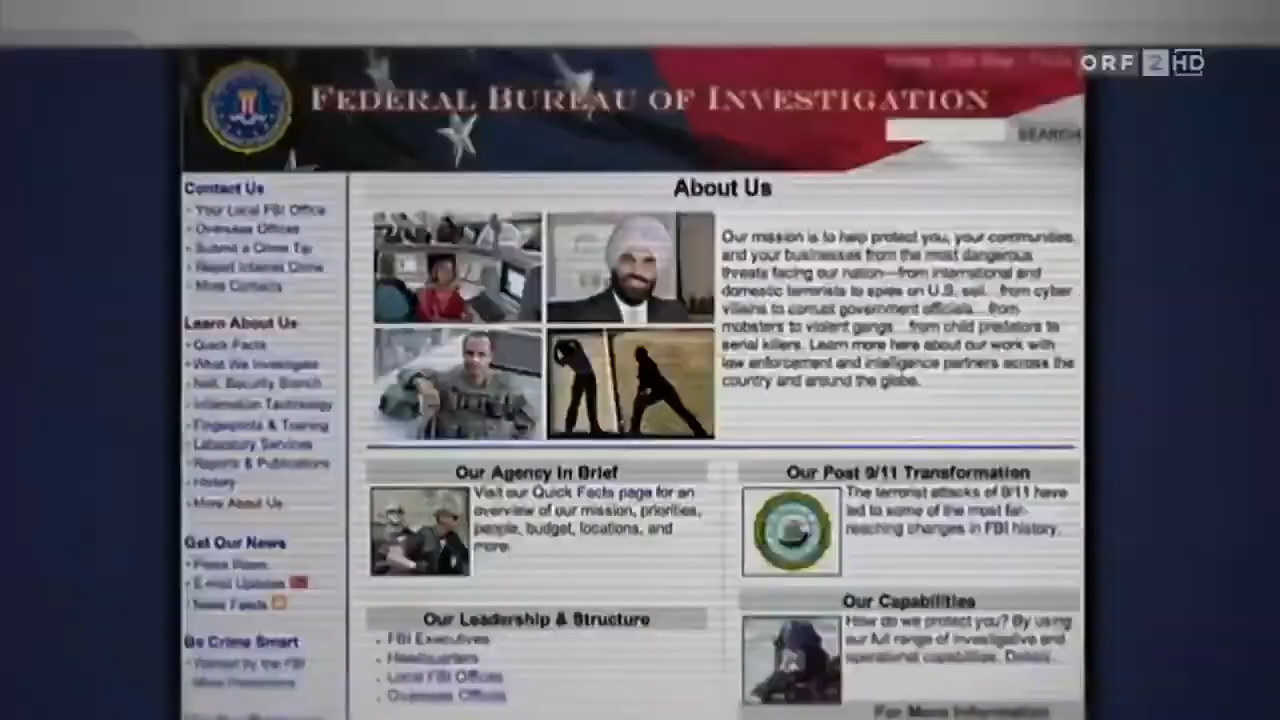 ORF 2 HD
FEDERAL BUREAU OF INVESTIGATION
SEARCH
Contact Us
Your Local FBI Office
Overseas Offices
Submit a Crime Tip
Report Internet Crime
More Contacts
Learn About Us
Quick Facts
What We Investigate
Natl. Security Branch
Information Technology
Fingerprints & Training
Laboratory Services
Reports & Publications
History
More About Us
Get Our News
Press Room
E-mail Updates
News Feeds
Be Crime Smart
Wanted by the FBI
More Protections
About Us
Our mission is to help protect you, your communities,
and your businesses from the most dangerous
threats facing our nation—from international and
domestic terrorists to spies on U.S. soil...from cyber
villains to corrupt government officials...from
mobsters to violent gangs...from child predators to
serial killers. Learn more here about our work with
law enforcement and intelligence partners across the
country and around the globe.
Our Agency In Brief
Visit our Quick Facts page for an
overview of our mission, priorities,
people, budget, locations, and
more.
Our Leadership & Structure
FBI Executives
Headquarters
Local FBI Offices
Overseas Offices
Our Post 9/11 Transformation
The terrorist attacks of 9/11 have
led to some of the most far-
reaching changes in FBI history.
Our Capabilities
How do we protect you? By using
our full range of investigative and
operational capabilities. Details.
For More Information